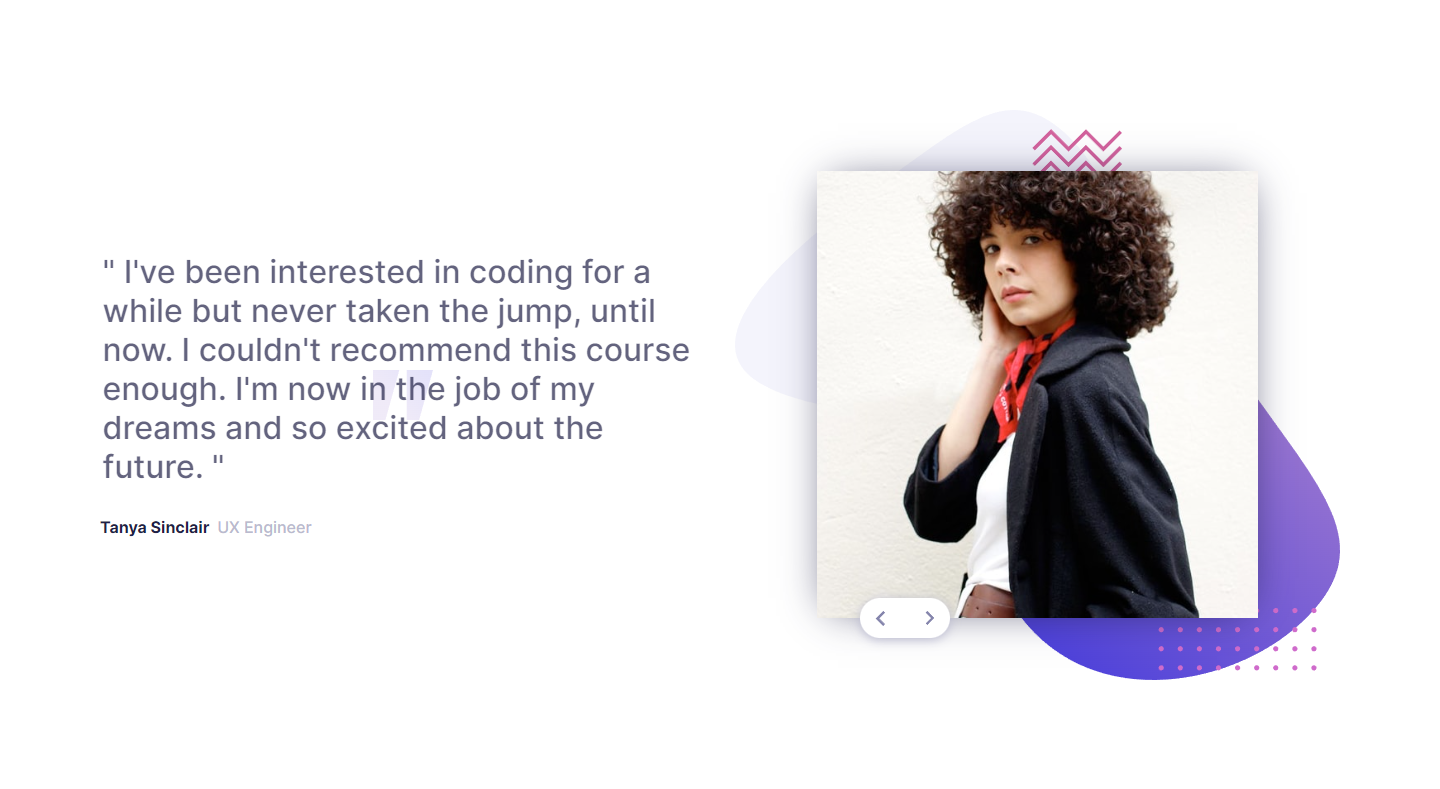 " I've been interested in coding for a
while but never taken the jump, until
now. I couldn't recommend this course
enough. I'm now in the job of my
dreams and so excited about the
future. "
Tanya Sinclair UX Engineer